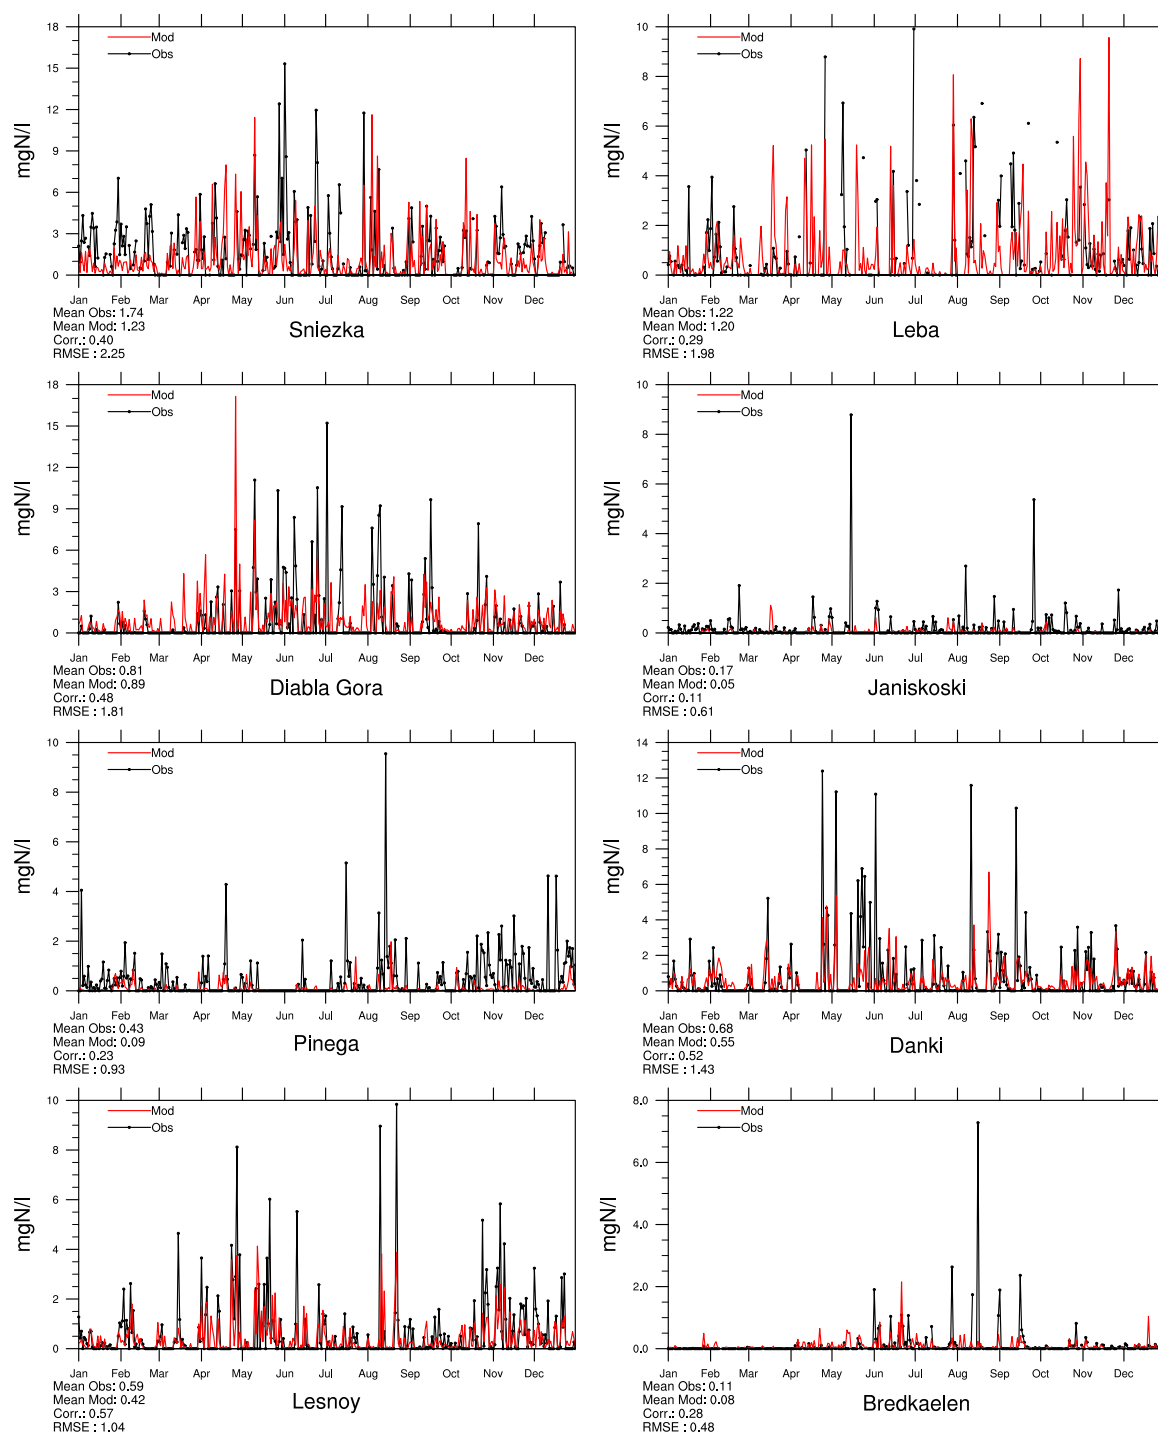 18
15
12
9
6
3
0
mgN/l
Mod
Obs
Jan Feb Mar Apr May Jun Jul Aug Sep Oct Nov Dec
Mean Obs: 1.74
Mean Mod: 1.23
Corr.: 0.40
RMSE : 2.25
Sniezka
10
8
6
4
2
0
mgN/l
Mod
Obs
Jan Feb Mar Apr May Jun Jul Aug Sep Oct Nov Dec
Mean Obs: 1.22
Mean Mod: 1.20
Corr.: 0.29
RMSE : 1.98
Leba
18
15
12
9
6
3
0
mgN/l
Mod
Obs
Jan Feb Mar Apr May Jun Jul Aug Sep Oct Nov Dec
Mean Obs: 0.81
Mean Mod: 0.89
Corr.: 0.48
RMSE : 1.81
Diabla Gora
10
8
6
4
2
0
mgN/l
Mod
Obs
Jan Feb Mar Apr May Jun Jul Aug Sep Oct Nov Dec
Mean Obs: 0.17
Mean Mod: 0.05
Corr.: 0.11
RMSE : 0.61
Janiskoski
10
8
6
4
2
0
mgN/l
Mod
Obs
Jan Feb Mar Apr May Jun Jul Aug Sep Oct Nov Dec
Mean Obs: 0.43
Mean Mod: 0.09
Corr.: 0.23
RMSE : 0.93
Pinega
14
12
10
8
6
4
2
0
mgN/l
Mod
Obs
Jan Feb Mar Apr May Jun Jul Aug Sep Oct Nov Dec
Mean Obs: 0.68
Mean Mod: 0.55
Corr.: 0.52
RMSE : 1.43
Danki
10
8
6
4
2
0
mgN/l
Mod
Obs
Jan Feb Mar Apr May Jun Jul Aug Sep Oct Nov Dec
Mean Obs: 0.59
Mean Mod: 0.42
Corr.: 0.57
RMSE : 1.04
Lesnoy
8.0
6.0
4.0
2.0
0.0
mgN/l
Mod
Obs
Jan Feb Mar Apr May Jun Jul Aug Sep Oct Nov Dec
Mean Obs: 0.11
Mean Mod: 0.08
Corr.: 0.28
RMSE : 0.48
Bredkaelen